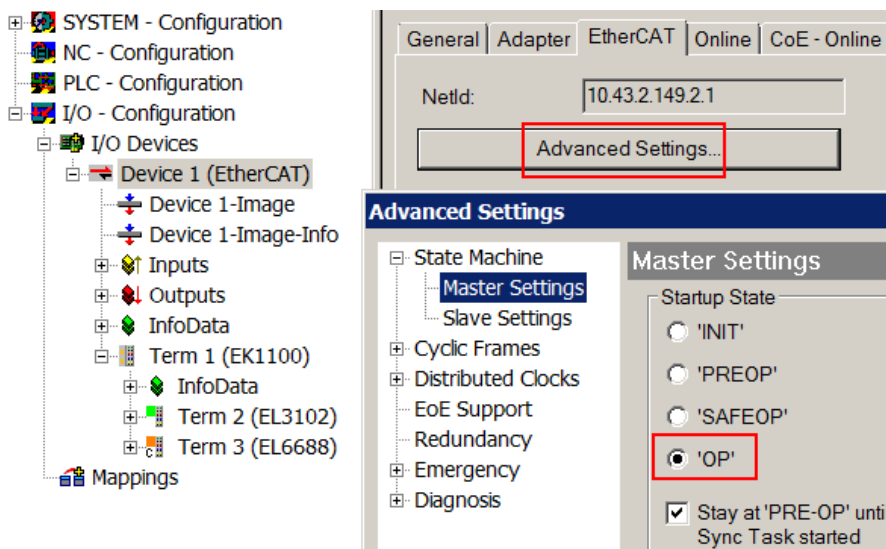 SYSTEM - Configuration
NC - Configuration
PLC - Configuration
I/O - Configuration
I/O Devices
Device 1 (EtherCAT)
Device 1-Image
Device 1-Image-Info
Inputs
Outputs
InfoData
Term 1 (EK1100)
InfoData
Term 2 (EL3102)
Term 3 (EL6688)
Mappings
General Adapter EtherCAT Online CoE - Online
NetId: 10.43.2.149.2.1
Advanced Settings...
Advanced Settings
State Machine
Master Settings
Slave Settings
Cyclic Frames
Distributed Clocks
EoE Support
Redundancy
Emergency
Diagnosis
Master Settings
Startup State
'INIT'
'PREOP'
'SAFEOP'
'OP'
Stay at 'PRE-OP' unti
Sync Task started